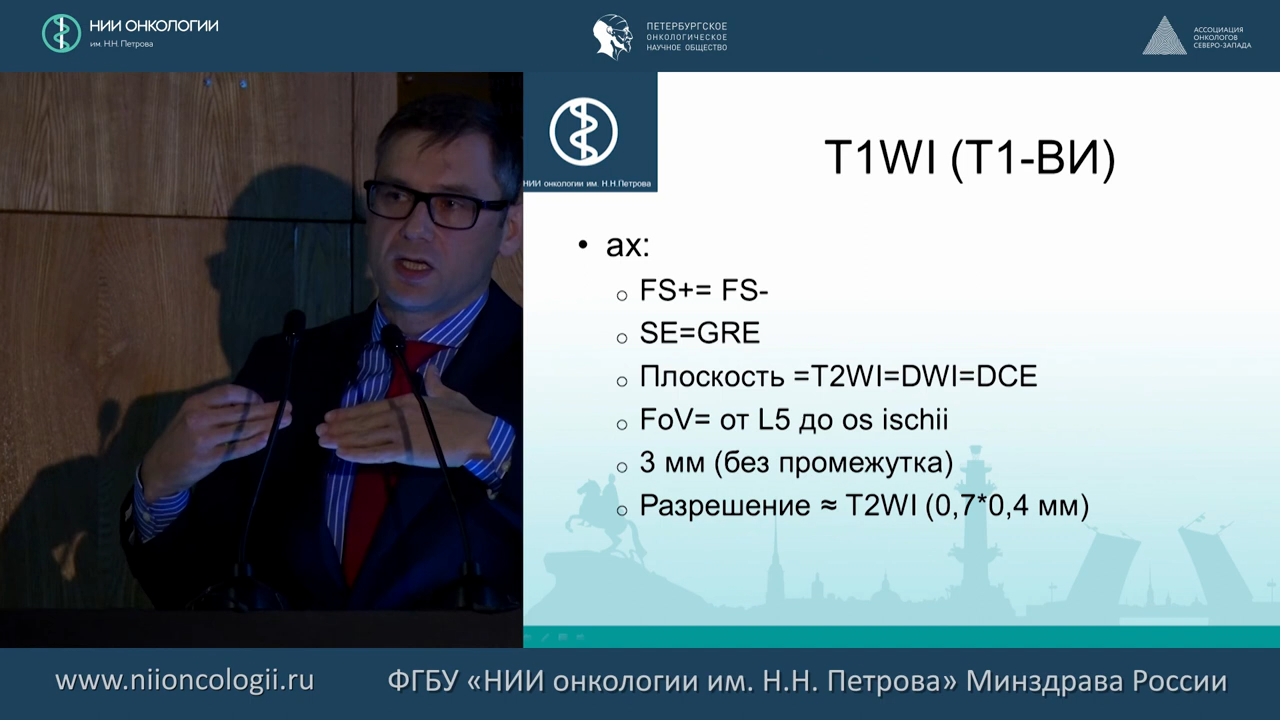 НИИ ОНКОЛОГИИ
им. Н.Н. Петрова
ПЕТЕРБУРГСКОЕ
ОНКОЛОГИЧЕСКОЕ
НАУЧНОЕ ОБЩЕСТВО
АССОЦИАЦИЯ
ОНКОЛОГОВ
СЕВЕРО-ЗАПАДА
НИИ онкологии им. Н.Н.Петрова
T1WI (Т1-ВИ)
• ax:
o FS+= FS-
o SE=GRE
o Плоскость =T2WI=DWI=DCE
o FoV= от L5 до os ischii
o 3 мм (без промежутка)
o Разрешение ≈ T2WI (0,7*0,4 мм)
www.niioncologii.ru
ФГБУ «НИИ онкологии им. Н.Н. Петрова» Минздрава России